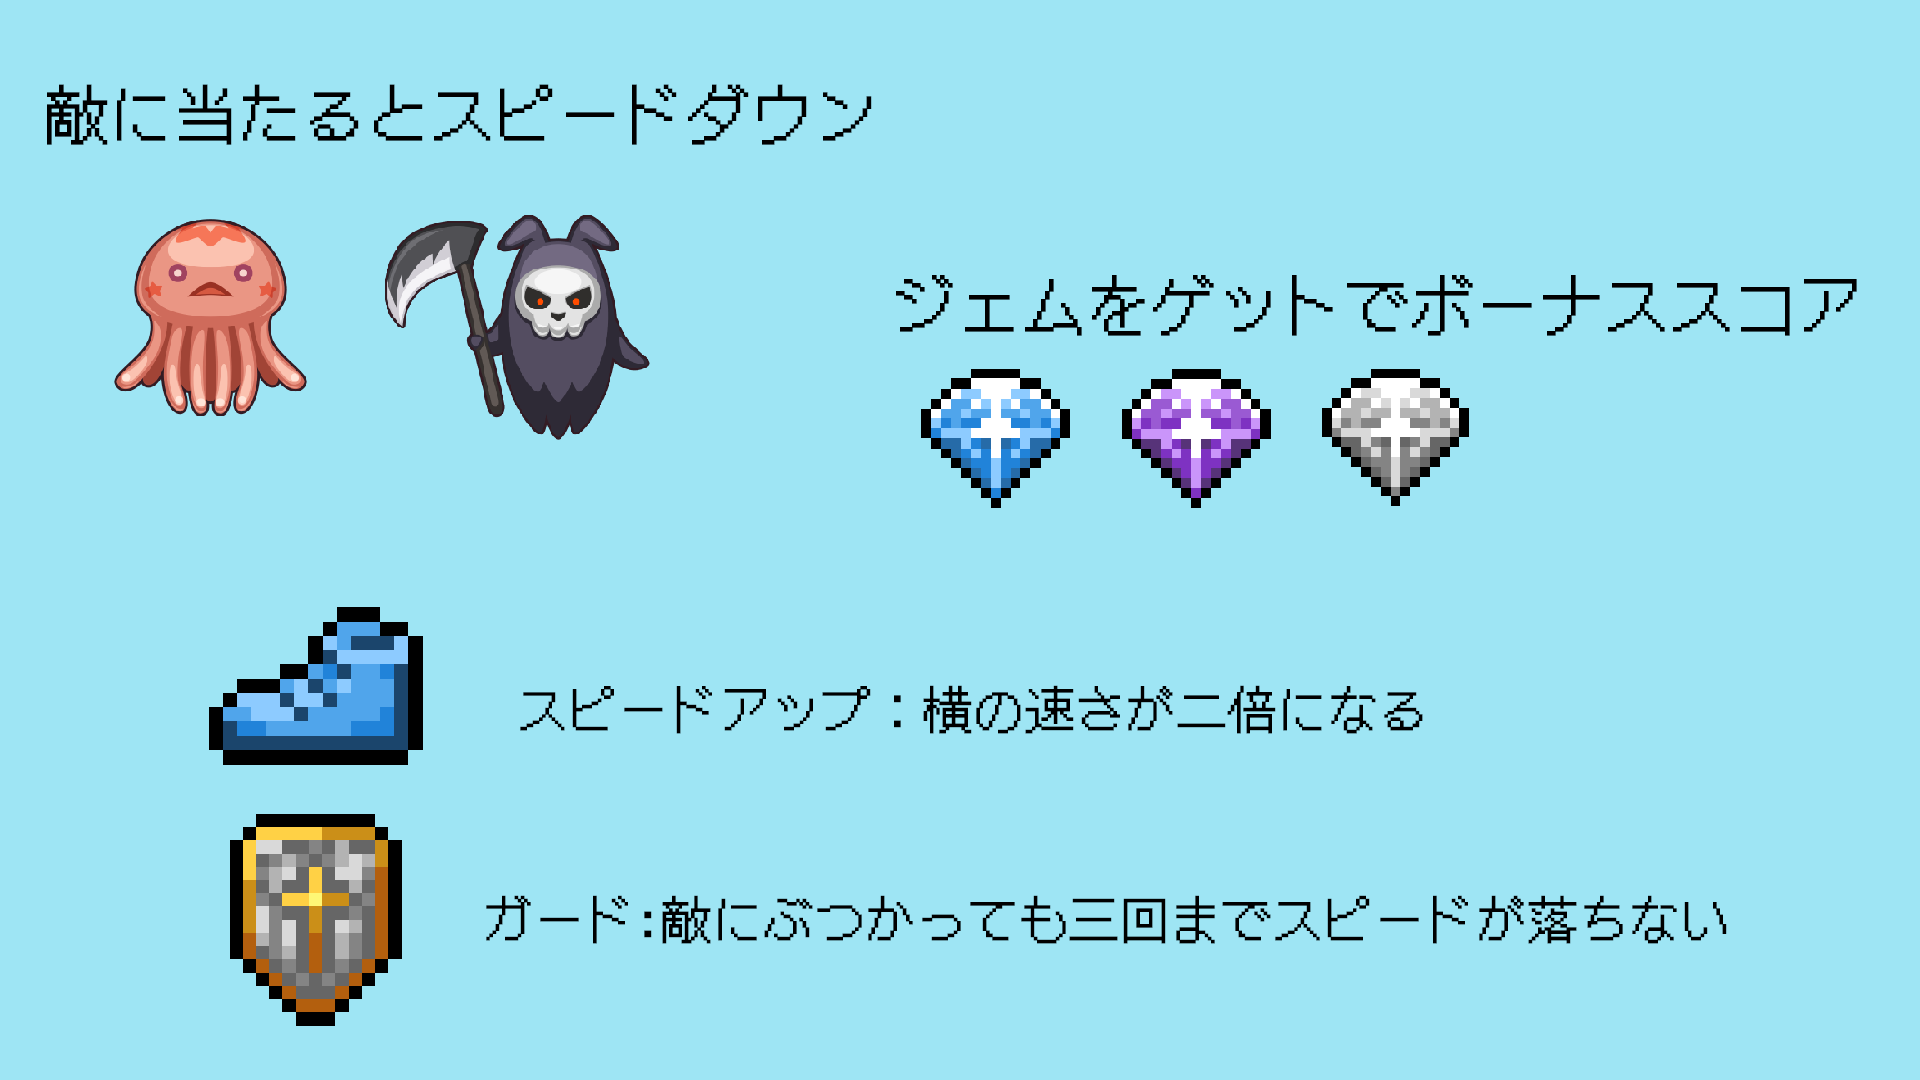 敵に当たるとスピードダウン
ジェムをゲットでボーナススコア
スピードアップ：横の速さが二倍になる
ガード:敵にぶつかっても三回までスピードが落ちない